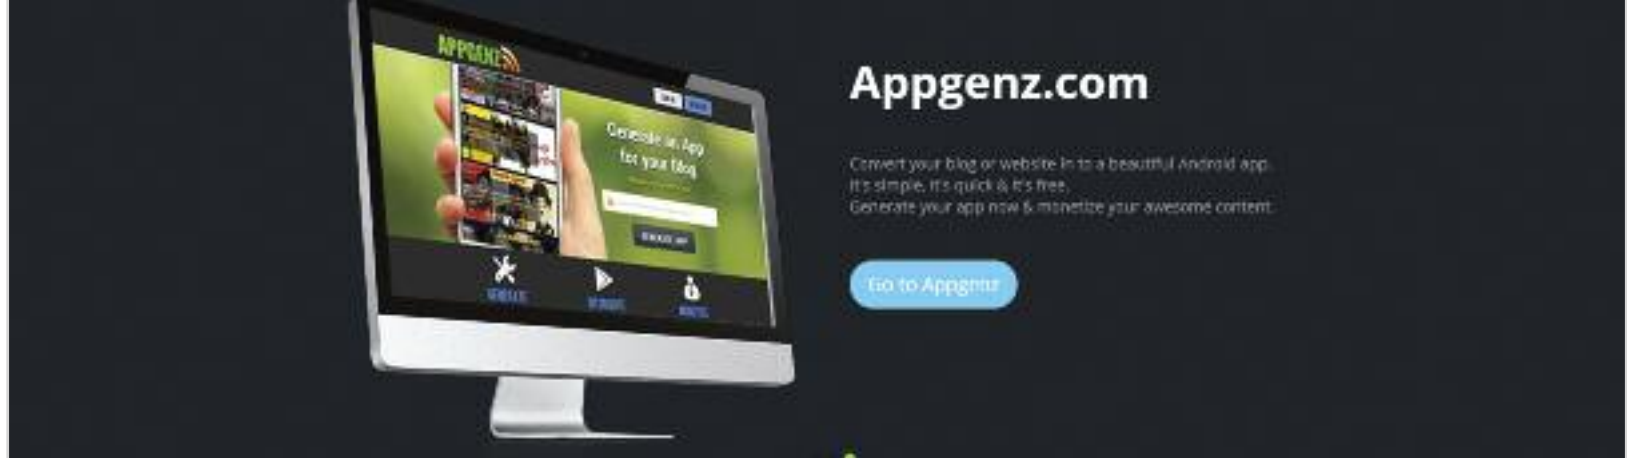 APPGENZ
Generate an App
for your Blog
Appgenz.com
Convert your blog or website in to a beautiful Android app.
It's simple, it's quick & it's free.
Generate your app now & monetize your awesome content.
Go to Appgenz